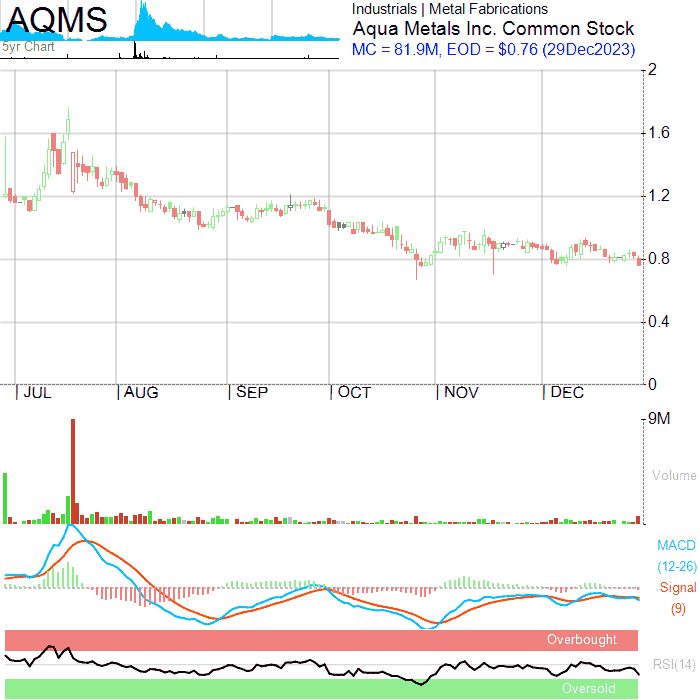 AQMS
5yr Chart
Industrials | Metal Fabrications
Aqua Metals Inc. Common Stock
MC = 81.9M, EOD = $0.76 (29Dec2023)
2
1.6
1.2
0.8
0.4
0
JUL AUG SEP OCT NOV DEC
9M
Volume
MACD
(12-26)
Signal
(9)
Overbought
RSI(14)
Oversold